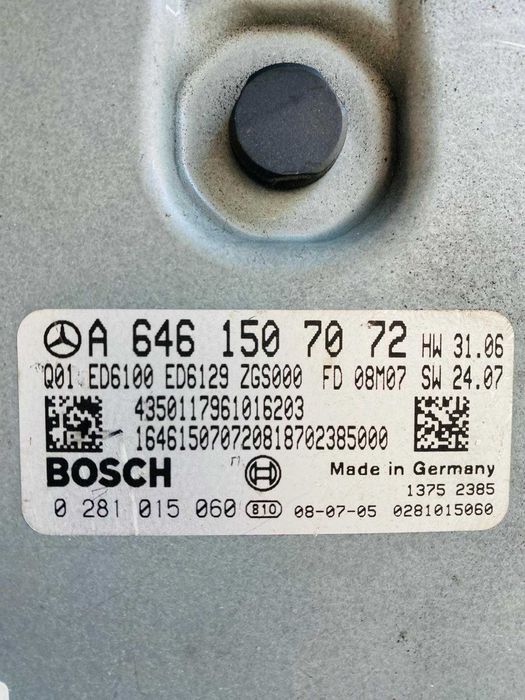 A 646 150 70 72 HW 31.06
Q01 ED6100 ED6129 ZGS000 FD 08M07 SW 24.07
4350117961016203
164615070720818702385000
BOSCH Made in Germany
1375 2385
0 281 015 060 810 08-07-05 0281015060